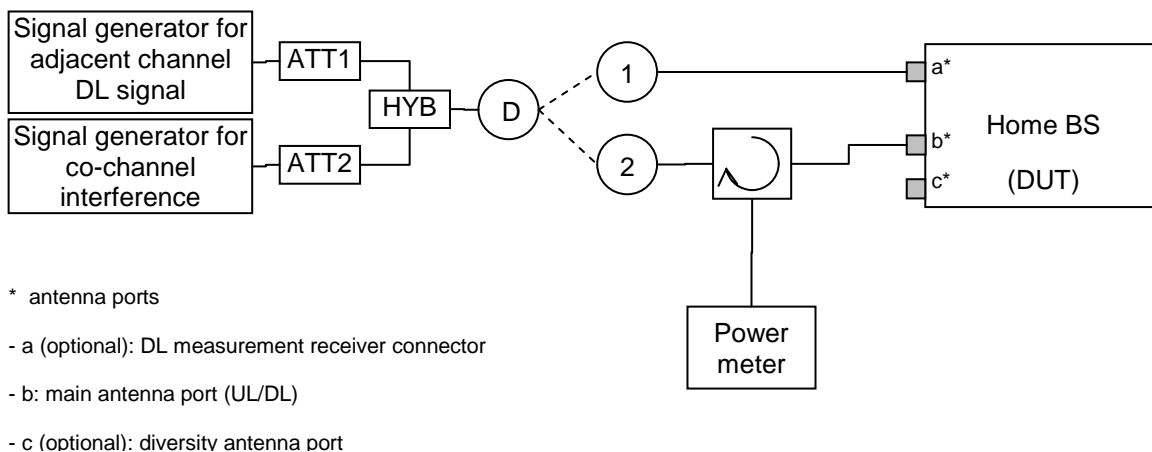 Signal generator for
adjacent channel
DL signal
ATT1
HYB
Signal generator for
co-channel
interference
ATT2
D
1
2
a*
b*
c*
Home BS
(DUT)
Power
meter
* antenna ports
- a (optional): DL measurement receiver connector
- b: main antenna port (UL/DL)
- c (optional): diversity antenna port